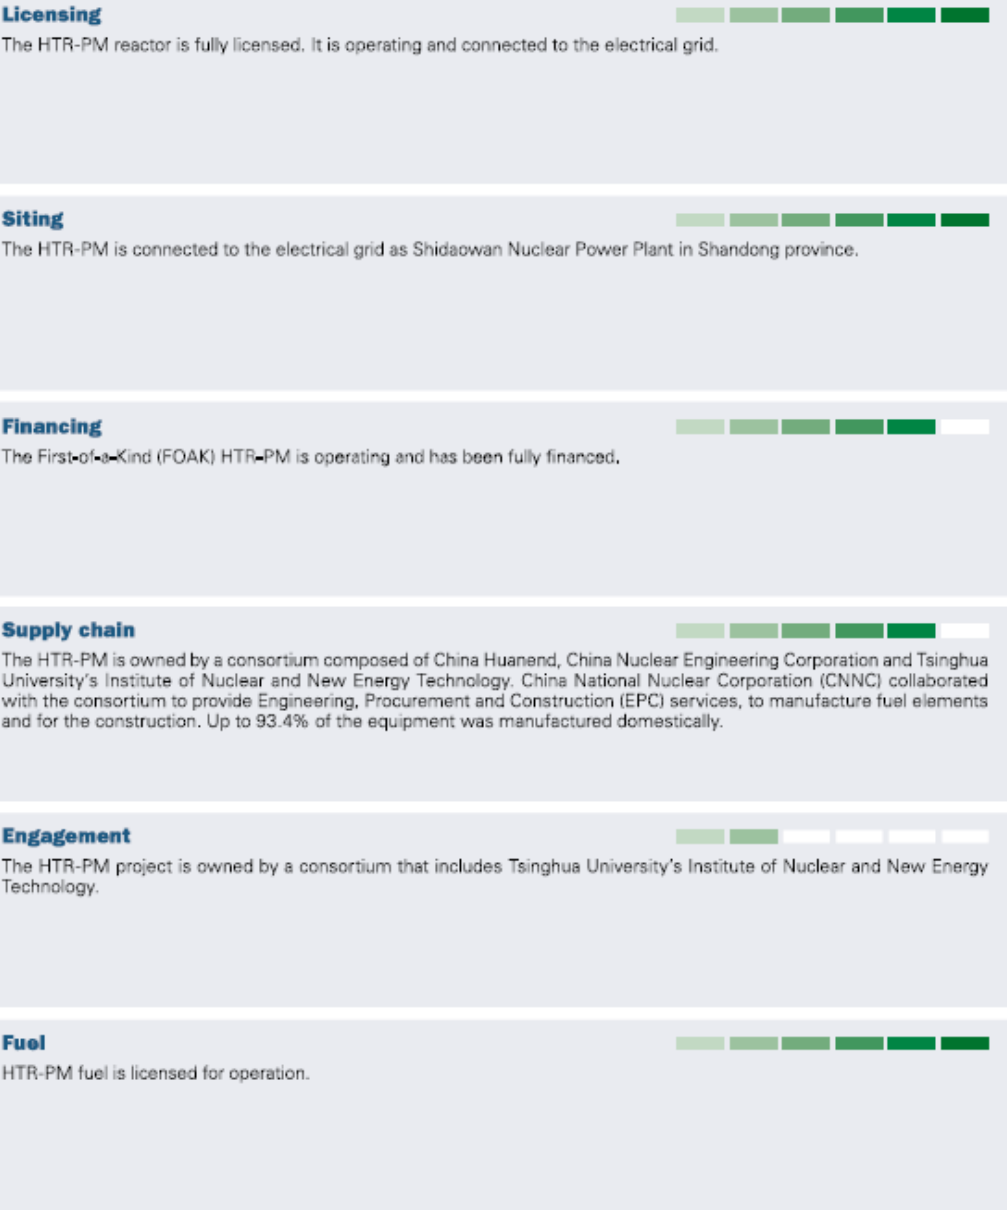 Licensing
The HTR-PM reactor is fully licensed. It is operating and connected to the electrical grid.
Siting
The HTR-PM is connected to the electrical grid as Shidaowan Nuclear Power Plant in Shandong province.
Financing
The First-of-a-Kind (FOAK) HTR-PM is operating and has been fully financed.
Supply chain
The HTR-PM is owned by a consortium composed of China Huanend, China Nuclear Engineering Corporation and Tsinghua
University's Institute of Nuclear and New Energy Technology. China National Nuclear Corporation (CNNC) collaborated
with the consortium to provide Engineering, Procurement and Construction (EPC) services, to manufacture fuel elements
and for the construction. Up to 93.4% of the equipment was manufactured domestically.
Engagement
The HTR-PM project is owned by a consortium that includes Tsinghua University's Institute of Nuclear and New Energy
Technology.
Fuel
HTR-PM fuel is licensed for operation.